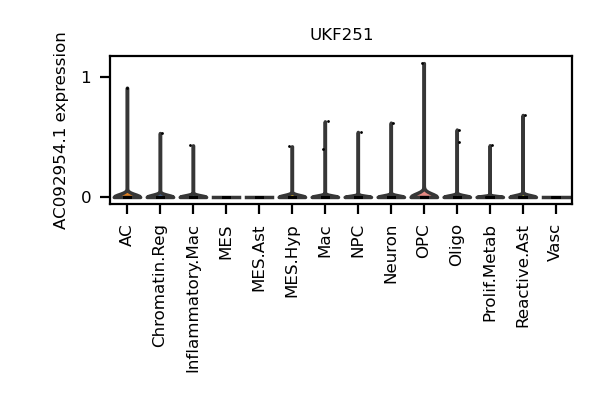 UKF251
AC092954.1 expression
1
0
AC
Chromatin.Reg
Inflammatory.Mac
MES
MES.Ast
MES.Hyp
Mac
NPC
Neuron
OPC
Oligo
Prolif.Metab
Reactive.Ast
Vasc